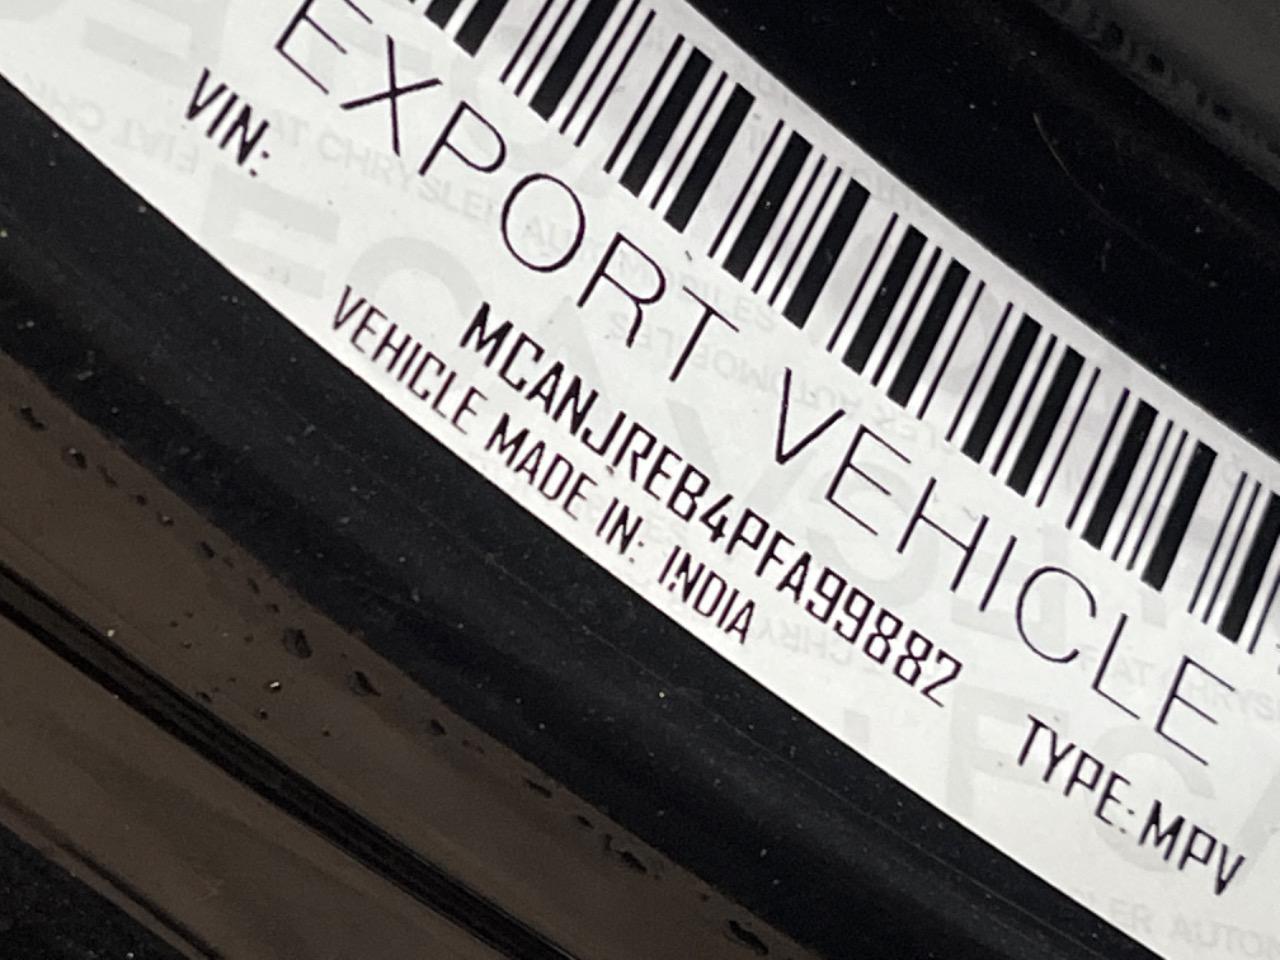 EXPORT VEHICLE
VIN: MCANJREB4PFA99882 TYPE: MPV
VEHICLE MADE IN: INDIA